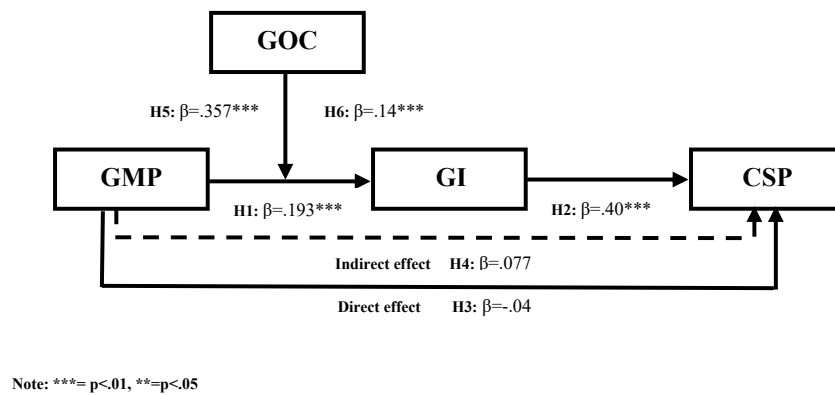 GOC
H5: β=.357*** H6: β=.14***
GMP GI CSP
H1: β=.193*** H2: β=.40***
Indirect effect H4: β=.077
Direct effect H3: β=-.04
Note: ***= p<.01, **=p<.05